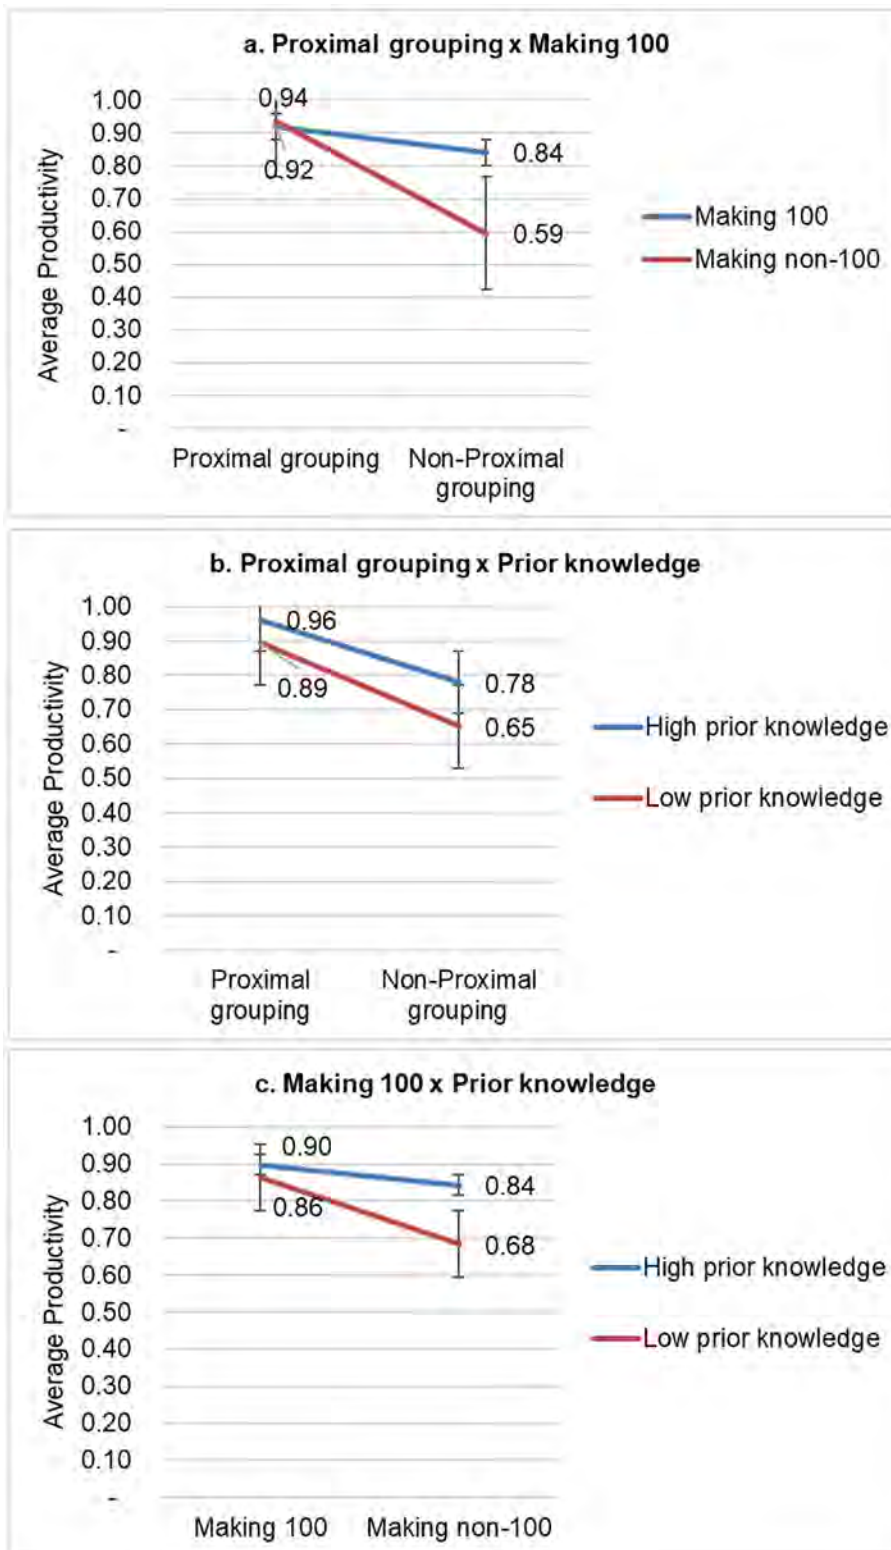 a. Proximal grouping x Making 100
1.00
0.90
0.80
0.70
0.60
0.50
0.40
0.30
0.20
0.10
-
Average Productivity
0.94
0.92
0.84
0.59
Proximal grouping
Non-Proximal
grouping
Making 100
Making non-100
b. Proximal grouping x Prior knowledge
1.00
0.90
0.80
0.70
0.60
0.50
0.40
0.30
0.20
0.10
-
Average Productivity
0.96
0.89
0.78
0.65
Proximal
grouping
Non-Proximal
grouping
High prior knowledge
Low prior knowledge
c. Making 100 x Prior knowledge
1.00
0.90
0.80
0.70
0.60
0.50
0.40
0.30
0.20
0.10
-
Average Productivity
0.90
0.86
0.84
0.68
Making 100
Making non-100
High prior knowledge
Low prior knowledge